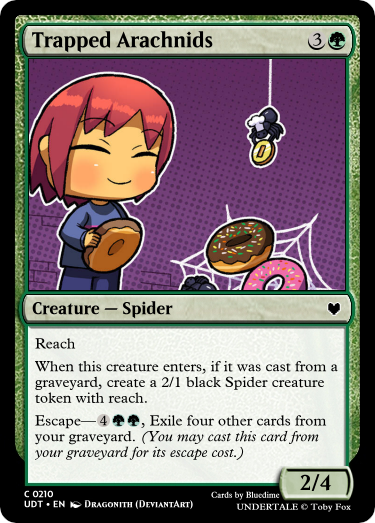 Trapped Arachnids 3
Creature — Spider
Reach
When this creature enters, if it was cast from a
graveyard, create a 2/1 black Spider creature
token with reach.
Escape—4, Exile four other cards from
your graveyard. (You may cast this card from
your graveyard for its escape cost.)
2/4
C 0210
UDT • EN Dragonith (DeviantArt)
Cards by Bluedime
UNDERTALE © Toby Fox